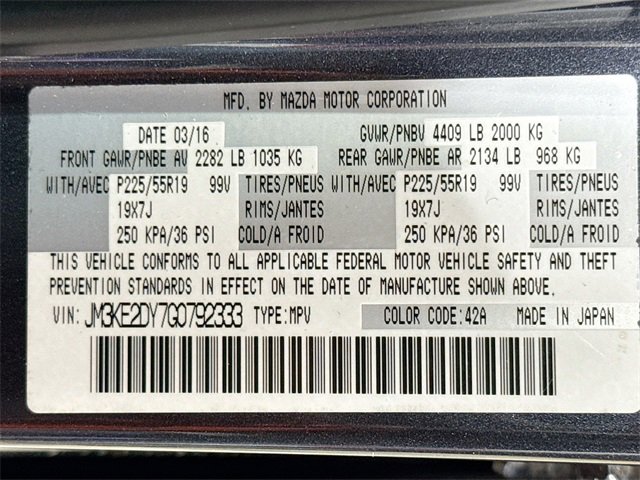 MFD. BY MAZDA MOTOR CORPORATION
DATE 03/16 GVWR/PNBV 4409 LB 2000 KG
FRONT GAWR/PNBE AV 2282 LB 1035 KG REAR GAWR/PNBE AR 2134 LB 968 KG
WITH/AVEC P225/55R19 99V TIRES/PNEUS P225/55R19 99V TIRES/PNEUS
19X7J RIMS/JANTES 19X7J RIMS/JANTES
250 KPA/36 PSI COLD/A FROID 250 KPA/36 PSI COLD/A FROID
THIS VEHICLE CONFORMS TO ALL APPLICABLE FEDERAL MOTOR VEHICLE SAFETY AND THEFT
PREVENTION STANDARDS IN EFFECT ON THE DATE OF MANUFACTURE SHOWN ABOVE.
VIN: JM3KE2DY7G0792333 TYPE:MPV COLOR CODE:42A MADE IN JAPAN